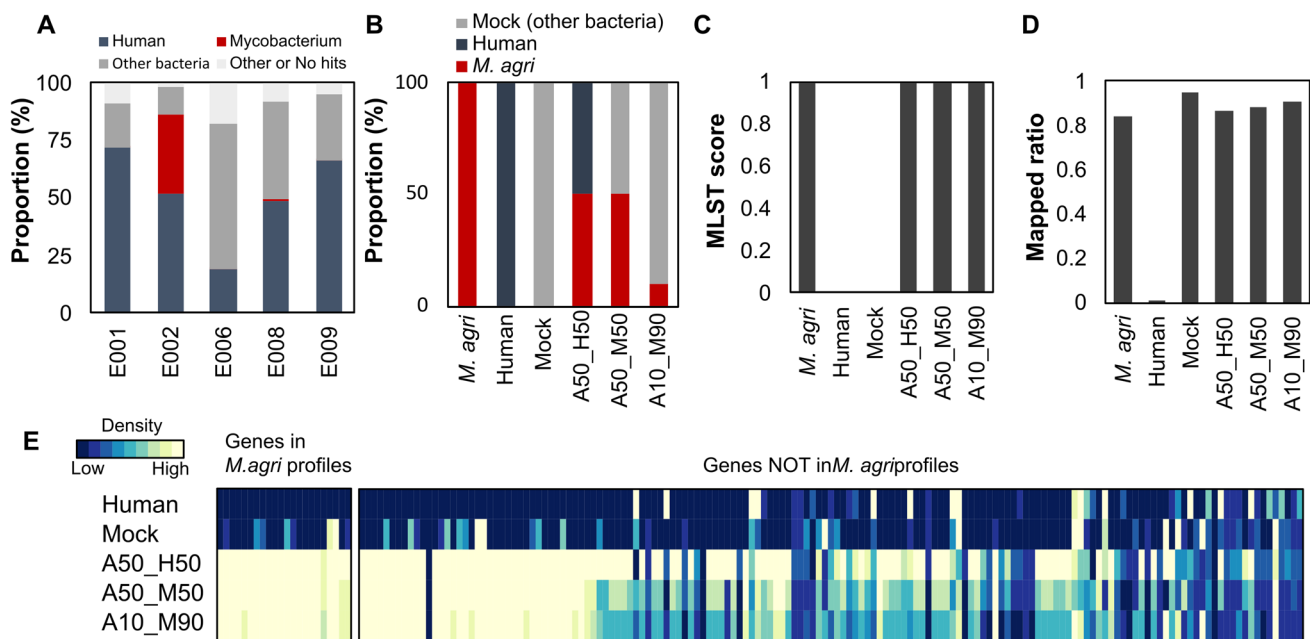 A
Human
Mycobacterium
Other bacteria
Other or No hits
Proportion (%)
100
75
50
25
0
E001
E002
E006
E008
E009
B
Mock (other bacteria)
Human
M. agri
Proportion (%)
100
50
0
M. agri
Human
Mock
A50_H50
A50_M50
A10_M90
C
MLST score
1
0.8
0.6
0.4
0.2
0
M. agri
Human
Mock
A50_H50
A50_M50
A10_M90
D
Mapped ratio
1
0.8
0.6
0.4
0.2
0
M. agri
Human
Mock
A50_H50
A50_M50
A10_M90
E
Density
Low
High
Genes in
M.agri profiles
Genes NOT inM. agriprofiles
Human
Mock
A50_H50
A50_M50
A10_M90